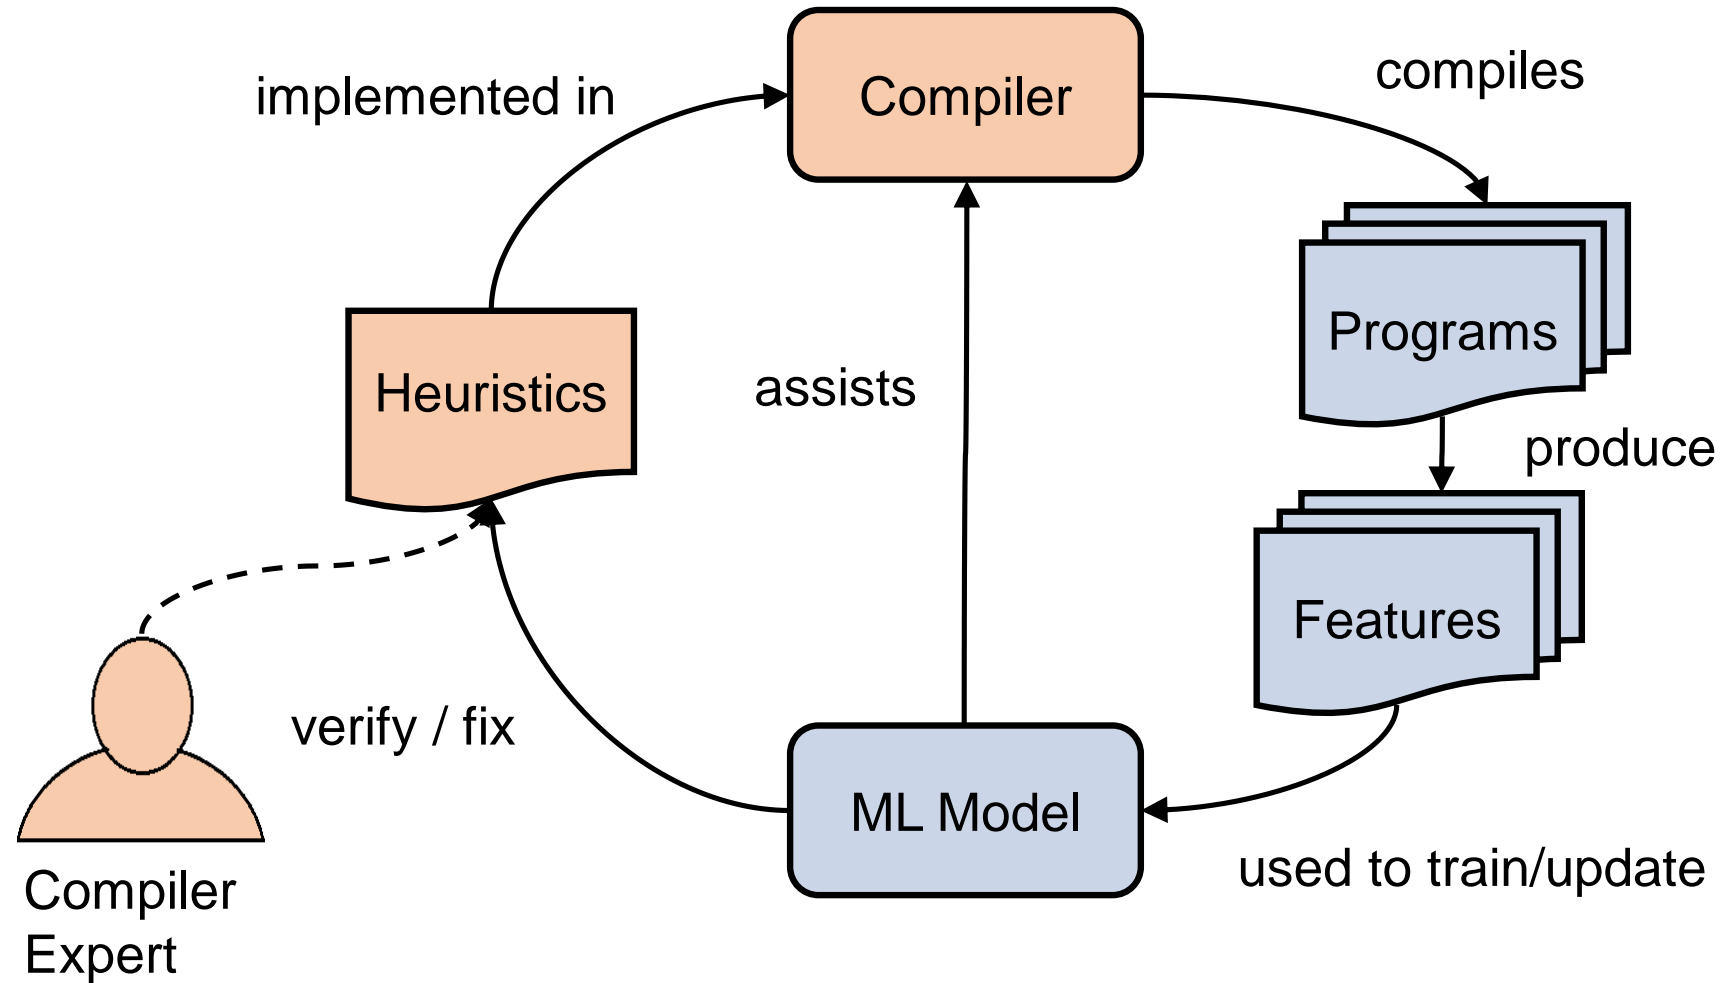 Compiler
compiles
implemented in
Programs
Heuristics
assists
produce
Features
verify / fix
ML Model
used to train/update
Compiler
Expert